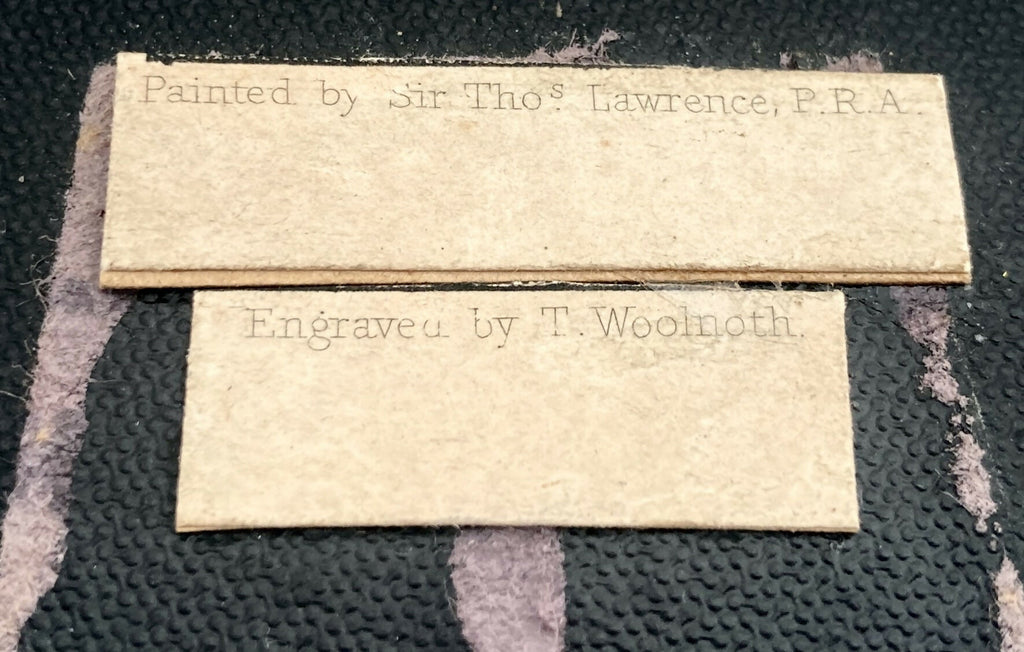 Painted by Sir Thoˢ. Lawrence, P.R.A.
Engraved by T. Woolnoth.